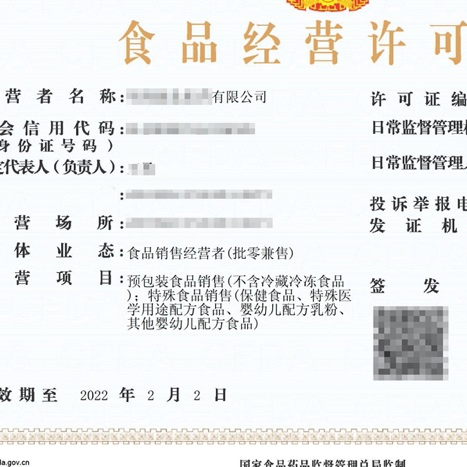 食品经营许可
营者名称:有限公司
许可证编
会信用代码:
身份证号码)
日常监督管理
定代表人(负责人):
日常监督管理
:
投诉举报电
营场所:
发证机
体业态:食品销售经营者(批零兼售)
营项目:预包装食品销售(不含冷藏冷冻食品
);特殊食品销售(保健食品、特殊医
学用途配方食品、婴幼儿配方乳粉、
其他婴幼儿配方食品)
签发
效期至 2022 年 2 月 2 日
da.gov.cn
国家食品药品监督管理总局监制